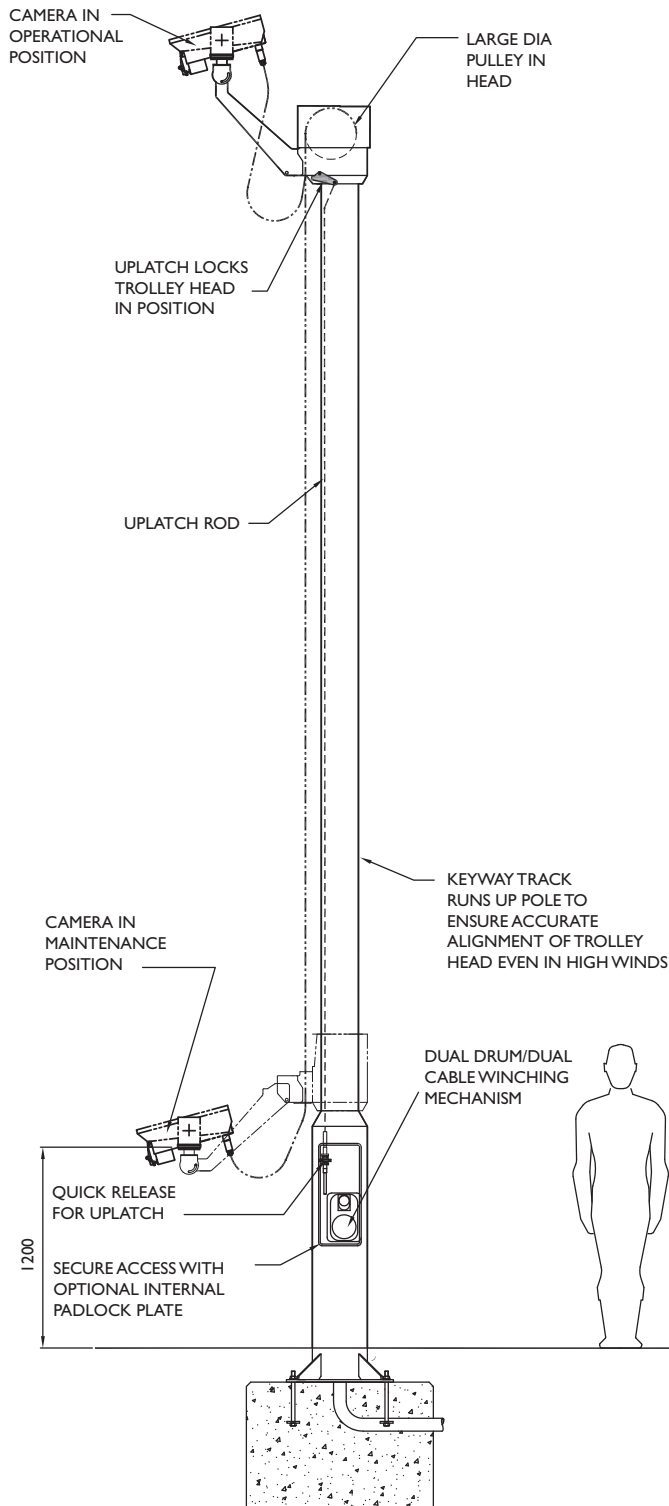 CAMERA IN
OPERATIONAL
POSITION
LARGE DIA
PULLEY IN
HEAD
UPLATCH LOCKS
TROLLEY HEAD
IN POSITION
UPLATCH ROD
KEYWAY TRACK
RUNS UP POLE TO
ENSURE ACCURATE
ALIGNMENT OF TROLLEY
HEAD EVEN IN HIGH WINDS
CAMERA IN
MAINTENANCE
POSITION
DUAL DRUM/DUAL
CABLE WINCHING
MECHANISM
QUICK RELEASE
FOR UPLATCH
1200
SECURE ACCESS WITH
OPTIONAL INTERNAL
PADLOCK PLATE